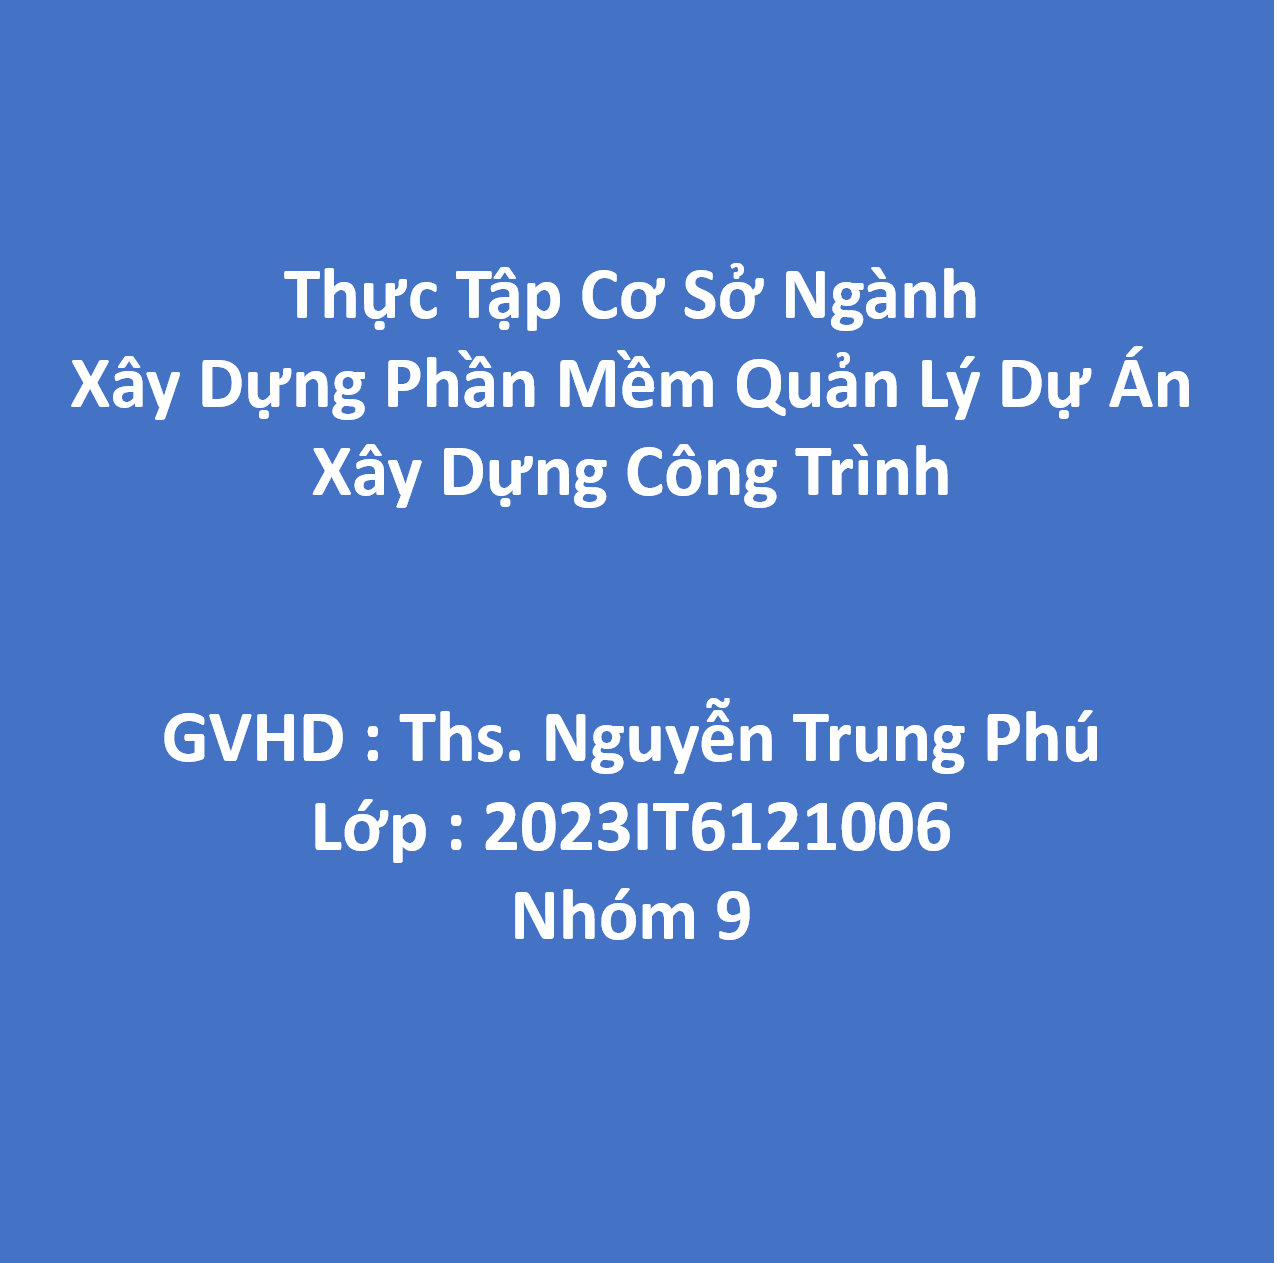 Thực Tập Cơ Sở Ngành
Xây Dựng Phần Mềm Quản Lý Dự Án
Xây Dựng Công Trình
GVHD : Ths. Nguyễn Trung Phú
Lớp : 2023IT6121006
Nhóm 9